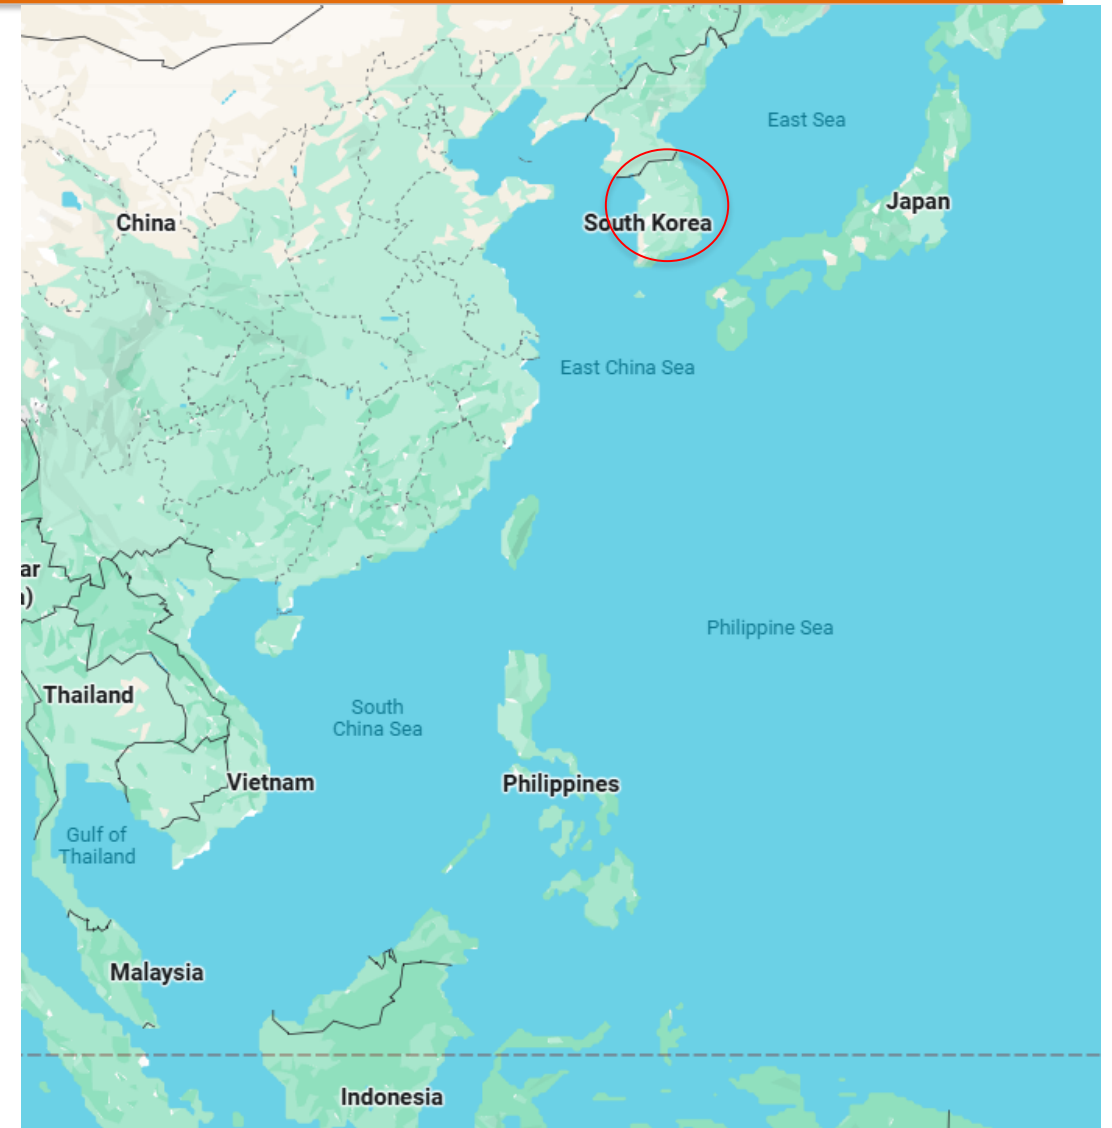 East Sea
Japan
China
South Korea
East China Sea
ar
)
Philippine Sea
Thailand
South
China Sea
Vietnam
Philippines
Gulf of
Thailand
Malaysia
Indonesia